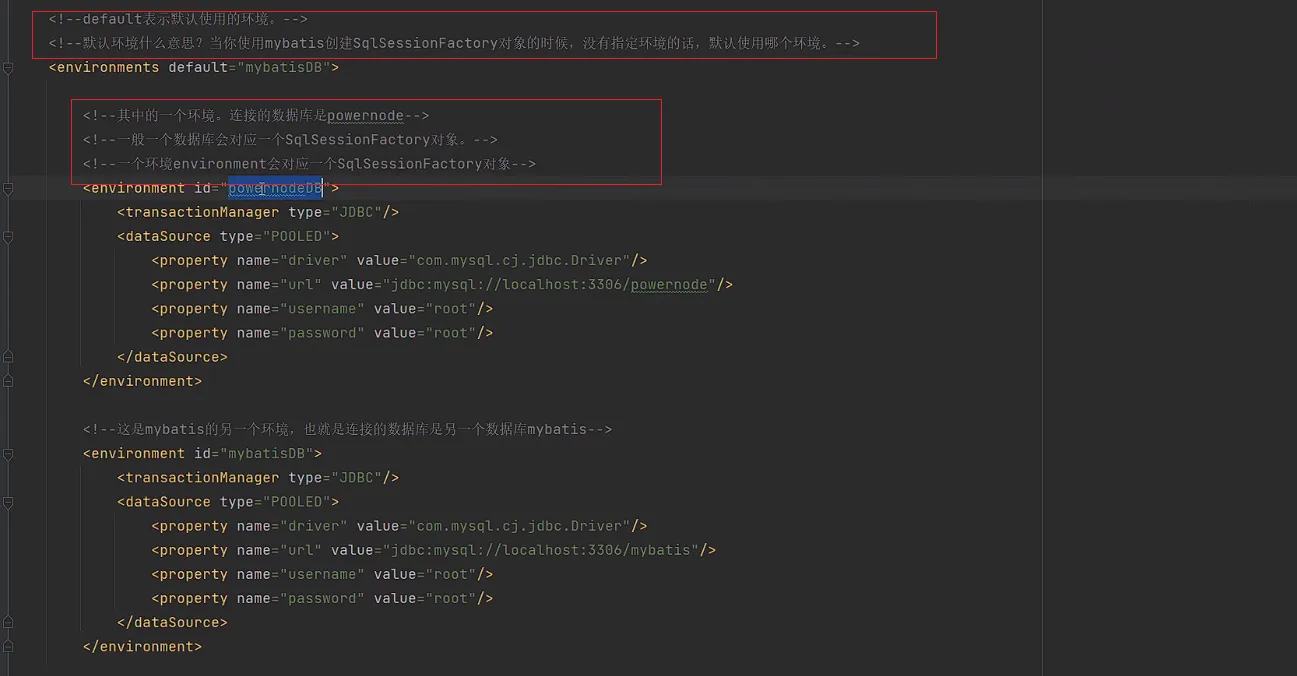 <!--default表示默认使用的环境。-->
<!--默认环境什么意思？当你使用mybatis创建SqlSessionFactory对象的时候，没有指定环境的话，默认使用哪个环境。-->
<environments default="mybatisDB">
<!--其中的一个环境。连接的数据库是powernode-->
<!--一般一个数据库会对应一个SqlSessionFactory对象。-->
<!--一个环境environment会对应一个SqlSessionFactory对象-->
<environment id="powernodeDB">
<transactionManager type="JDBC"/>
<dataSource type="POOLED">
<property name="driver" value="com.mysql.cj.jdbc.Driver"/>
<property name="url" value="jdbc:mysql://localhost:3306/powernode"/>
<property name="username" value="root"/>
<property name="password" value="root"/>
</dataSource>
</environment>
<!--这是mybatis的另一个环境，也就是连接的数据库是另一个数据库mybatis-->
<environment id="mybatisDB">
<transactionManager type="JDBC"/>
<dataSource type="POOLED">
<property name="driver" value="com.mysql.cj.jdbc.Driver"/>
<property name="url" value="jdbc:mysql://localhost:3306/mybatis"/>
<property name="username" value="root"/>
<property name="password" value="root"/>
</dataSource>
</environment>